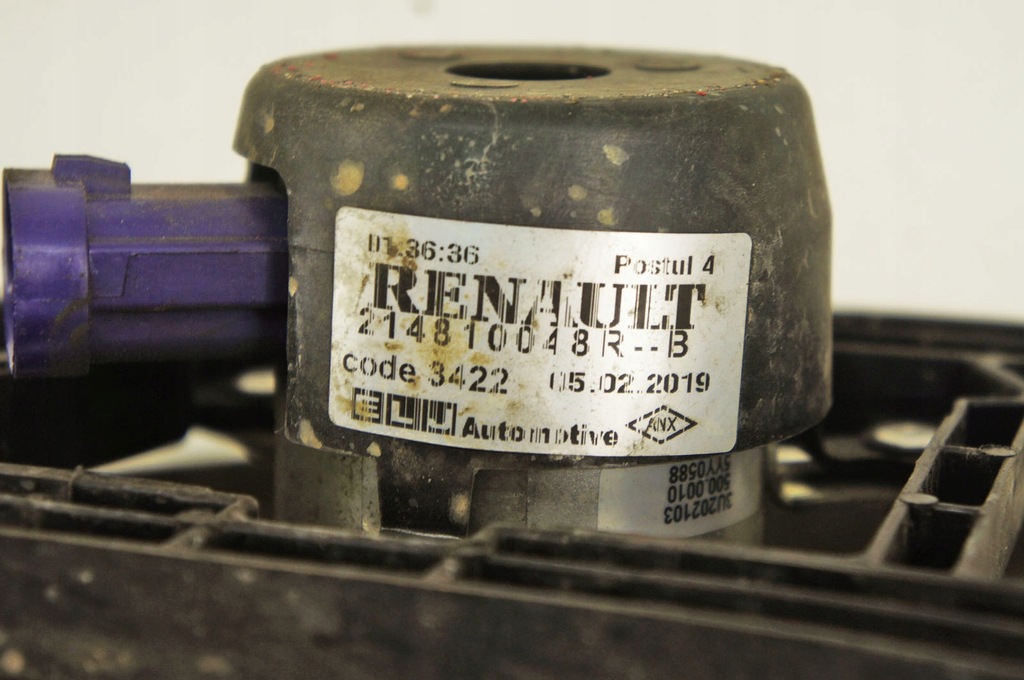 01:36:36
Postul 4
RENAULT
214810048R--B
code 3422 05.02.2019
Automotive ANX
3U202103
500.0010
5YY0588